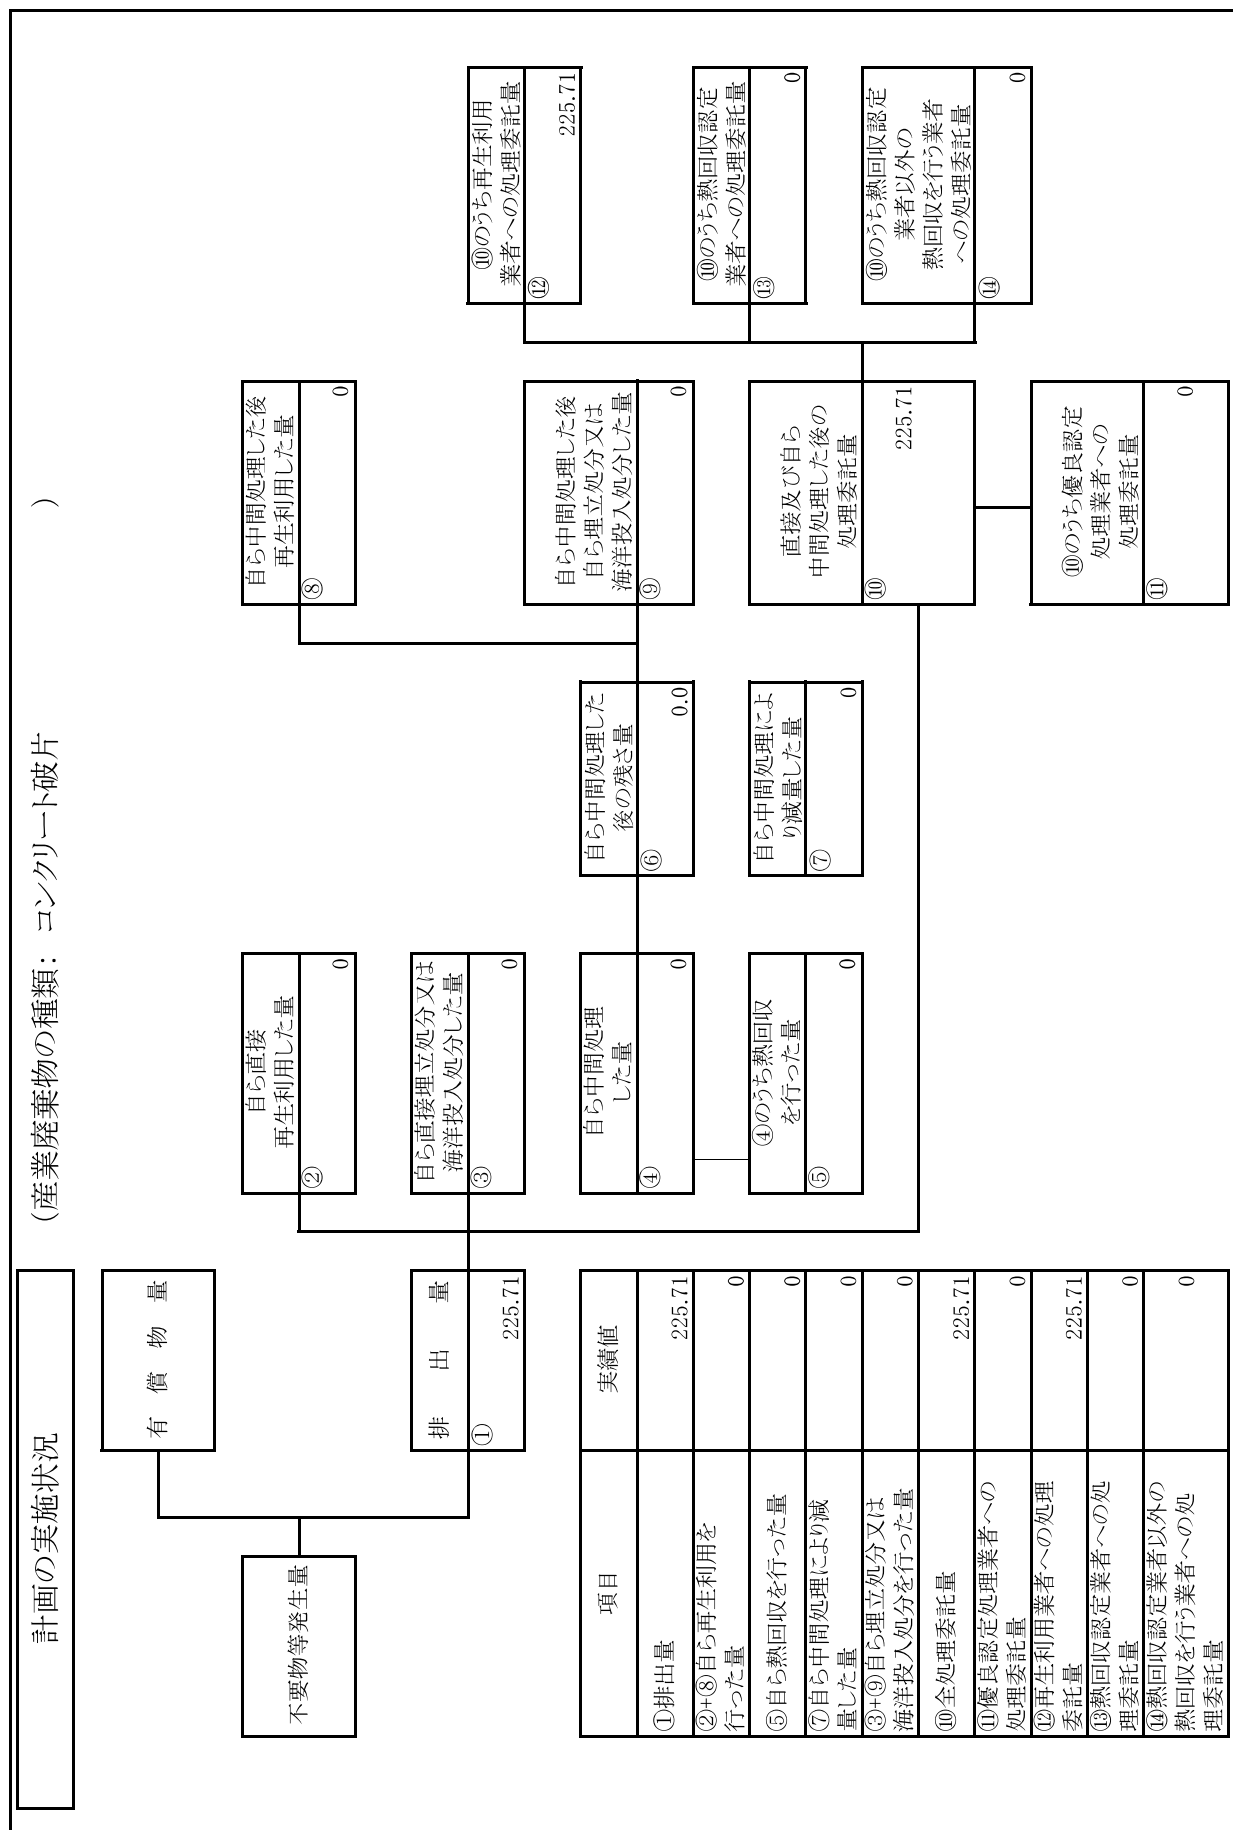 計画の実施状況
（産業廃棄物の種類： コンクリート破片 ）
不要物等発生量
有 償 物 量
排 出 量
①
225.71
自ら直接
再生利用した量
②
0
自ら直接埋立処分又は
海洋投入処分した量
③
0
自ら中間処理
した量
④
0
④のうち熱回収
を行った量
⑤
0
自ら中間処理した
後の残さ量
⑥
0.0
自ら中間処理によ
り減量した量
⑦
0
自ら中間処理した後
再生利用した量
⑧
0
自ら中間処理した後
自ら埋立処分又は
海洋投入処分した量
⑨
0
直接及び自ら
中間処理した後の
処理委託量
⑩
225.71
⑩のうち優良認定
処理業者への
処理委託量
⑪
0
⑩のうち再生利用
業者への処理委託量
⑫
225.71
⑩のうち熱回収認定
業者への処理委託量
⑬
0
⑩のうち熱回収認定
業者以外の
熱回収を行う業者
への処理委託量
⑭
0
項目 実績値
①排出量 225.71
②+⑧自ら再生利用を
行った量 0
⑤自ら熱回収を行った量 0
⑦自ら中間処理により減
量した量 0
③+⑨自ら埋立処分又は
海洋投入処分を行った量 0
⑩全処理委託量 225.71
⑪優良認定処理業者への
処理委託量 0
⑫再生利用業者への処理
委託量 225.71
⑬熱回収認定業者への処
理委託量 0
⑭熱回収認定業者以外の
熱回収を行う業者への処
理委託量 0